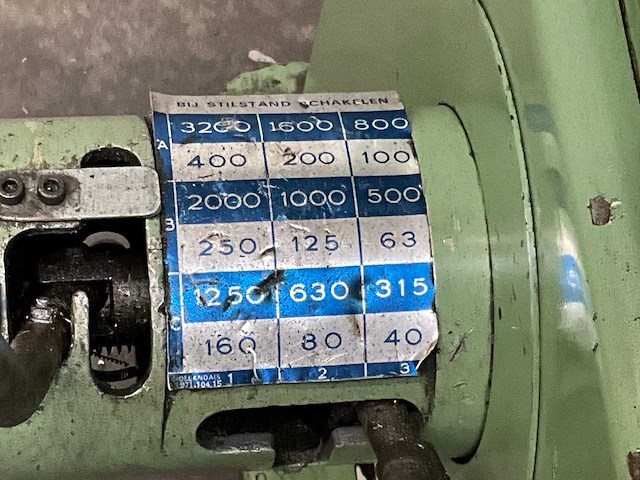 BIJ STILSTAND SCHAKELEN
A 3200 1600 800
400 200 100
B 2000 1000 500
250 125 63
C 1250 630 315
160 80 40
1 2 3